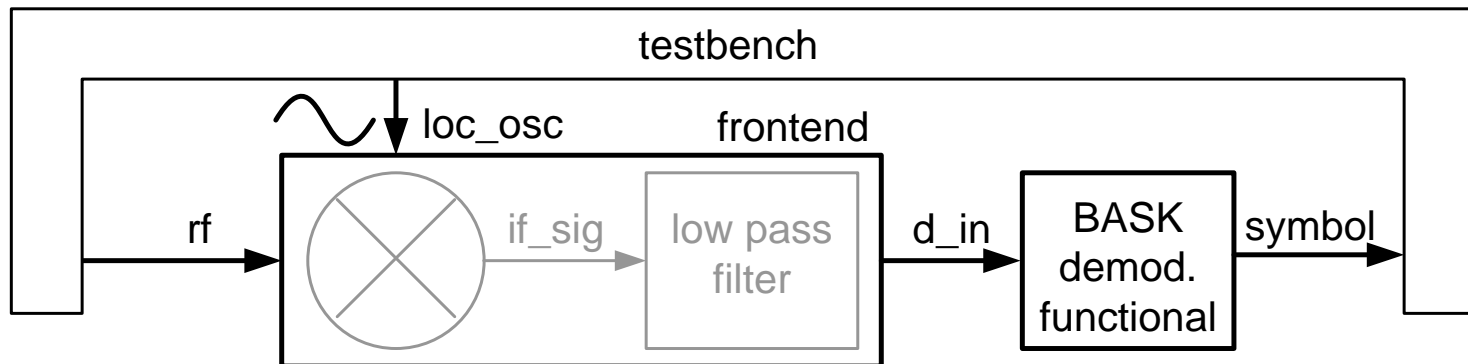 testbench
loc_osc
frontend
rf
if_sig
low pass
filter
d_in
BASK
demod.
functional
symbol